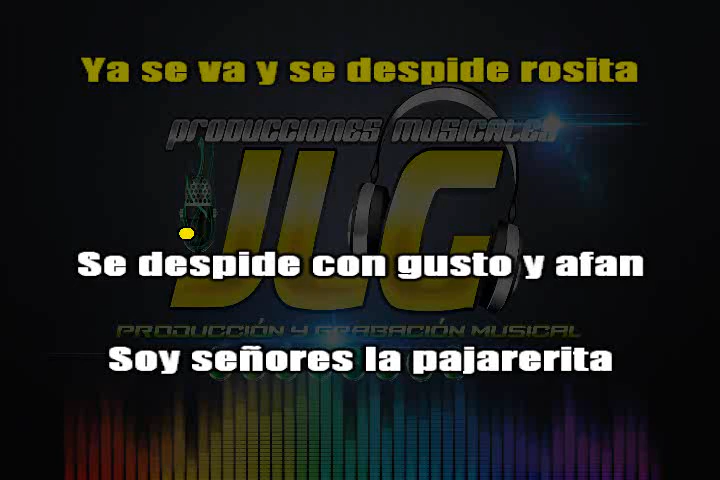 Ya se va y se despide rosita
PRODUCCIONES MUSICALES
JLG
Se despide con gusto y afan
PRODUCCIÓN Y GRABACIÓN MUSICAL
Soy señores la pajarerita